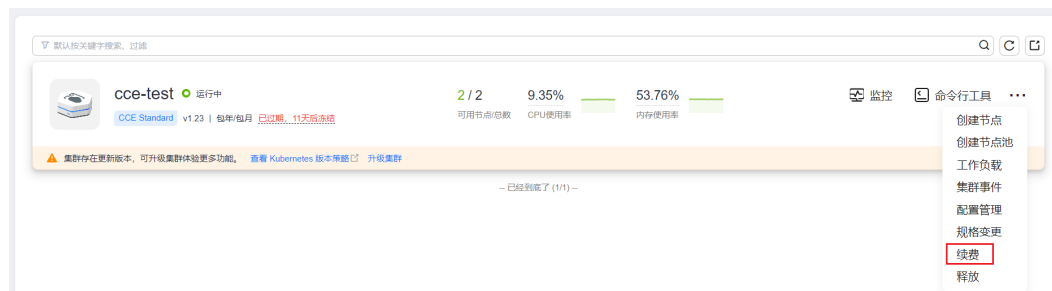 默认按关键字搜索、过滤
cce-test 运行中 2 / 2 9.35% 53.76% 监控 命令行工具 ···
CCE Standard v1.23 | 包年/包月 已过期，11天后冻结 可用节点/总数 CPU使用率 内存使用率
创建节点
创建节点池
集群存在更新版本，可升级集群体验更多功能。 查看 Kubernetes 版本策略 升级集群
工作负载
-- 已经到底了 (1/1) --
集群事件
配置管理
规格变更
续费
释放